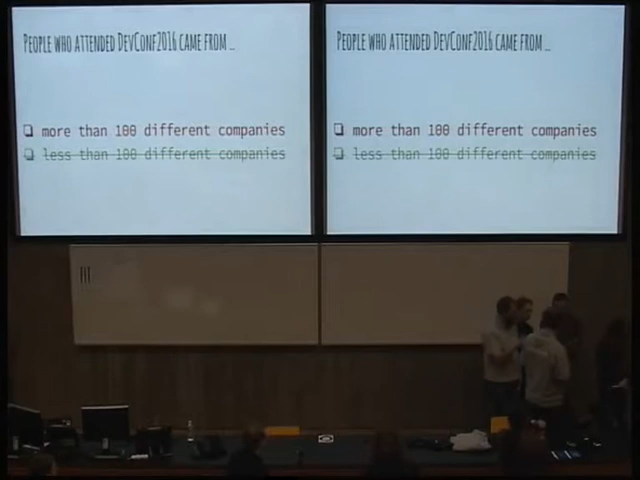 PEOPLE WHO ATTENDED DEVCONF2016 CAME FROM ...
more than 100 different companies
less than 100 different companies
PEOPLE WHO ATTENDED DEVCONF2016 CAME FROM ...
more than 100 different companies
less than 100 different companies